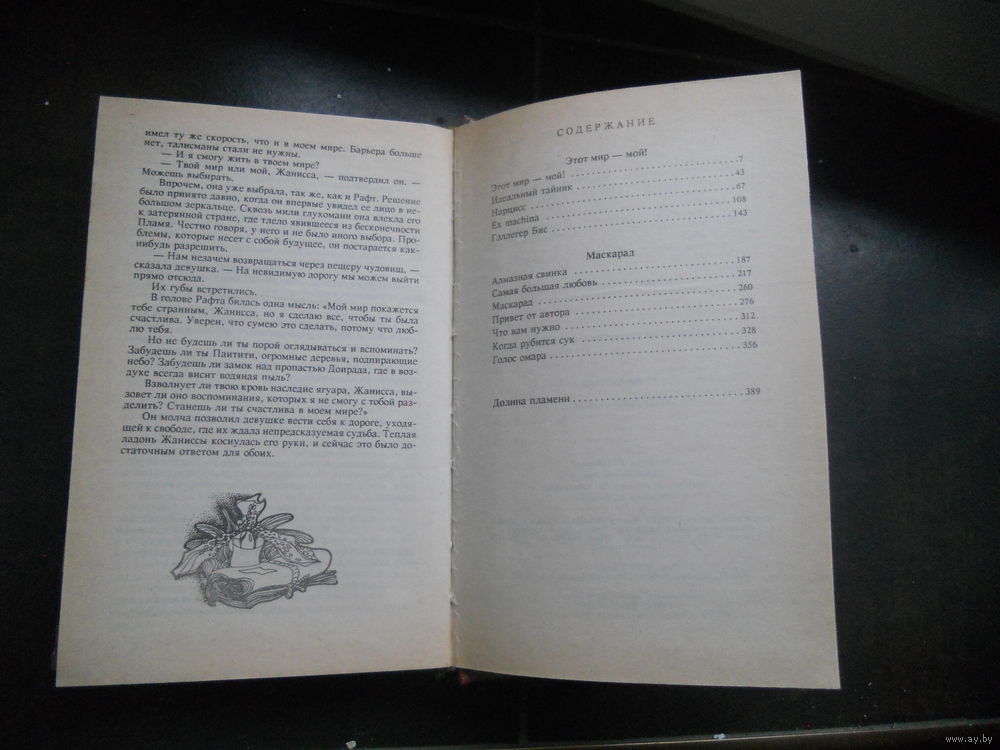 имел ту же скорость, что и в моем мире. Барьера больше
нет, талисманы стали не нужны.
— И я смогу жить в твоем мире?
— Твой мир или мой, Жанисса, — подтвердил он. —
Можешь выбирать.
Впрочем, она уже выбрала, так же, как и Рафт. Решение
было принято давно, когда он впервые увидел ее лицо в не-
большом зеркальце. Сквозь мили глухомани она влекла его
к затерянной стране, где тлело явившееся из бесконечности
Пламя. Честно говоря, у него и не было иного выбора. Про-
блемы, которые несет с собой будущее, он постарается как-
нибудь разрешить.
— Нам незачем возвращаться через пещеру чудовищ, —
сказала девушка. — На невидимую дорогу мы можем выйти
прямо отсюда.
Их губы встретились.
В голове Рафта билась одна мысль: «Мой мир покажется
тебе странным, Жанисса, но я сделаю все, чтобы ты была
счастлива. Уверен, что сумею это сделать, потому что люб-
лю тебя.
Но не будешь ли ты порой оглядываться и вспоминать?
Забудешь ли ты Паитити, огромные деревья, подпирающие
небо? Забудешь ли замок над пропастью Доирада, где в воз-
духе всегда висит водяная пыль?
Взволнует ли твою кровь наследие ягуара, Жанисса, вы-
зовет ли оно воспоминания, которых я не смогу с тобой раз-
делить? Станешь ли ты счастлива в моем мире?»
Он молча позволил девушке вести себя к дороге, уходя-
щей к свободе, где их ждала непредсказуемая судьба. Теплая
ладонь Жаниссы коснулась его руки, и сейчас это было до-
статочным ответом для обоих.
СОДЕРЖАНИЕ
Этот мир — мой!
Этот мир — мой! . . . . . . . . . . . . . . . . . . . . . . 7
Идеальный тайник . . . . . . . . . . . . . . . . . . . . . 43
Нарцисс . . . . . . . . . . . . . . . . . . . . . . . . . . 67
Ex machina . . . . . . . . . . . . . . . . . . . . . . . . 108
Гэллегер Бис . . . . . . . . . . . . . . . . . . . . . . . 143
Маскарад
Алмазная свинка . . . . . . . . . . . . . . . . . . . . . . 187
Самая большая любовь . . . . . . . . . . . . . . . . . . . 217
Маскарад . . . . . . . . . . . . . . . . . . . . . . . . . 260
Привет от автора . . . . . . . . . . . . . . . . . . . . . 276
Что вам нужно . . . . . . . . . . . . . . . . . . . . . . . 312
Когда рубится сук . . . . . . . . . . . . . . . . . . . . . 328
Голос омара . . . . . . . . . . . . . . . . . . . . . . . . 356
Долина пламени . . . . . . . . . . . . . . . . . . . . . . 389
www.ay.by